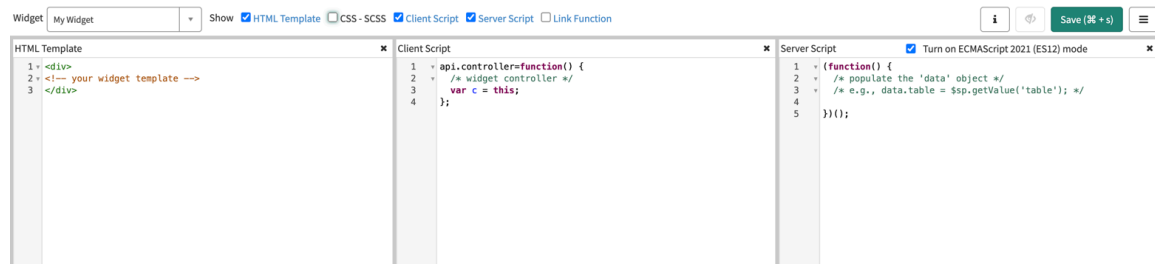 Widget My Widget Show HTML Template CSS - SCSS Client Script Server Script Link Function i Save (⌘ + s)
HTML Template
1 <div>
2 <!-- your widget template -->
3 </div>
Client Script
1 api.controller=function() {
2 /* widget controller */
3 var c = this;
4 };
Server Script Turn on ECMAScript 2021 (ES12) mode
1 (function() {
2 /* populate the 'data' object */
3 /* e.g., data.table = $sp.getValue('table'); */
4
5 })();